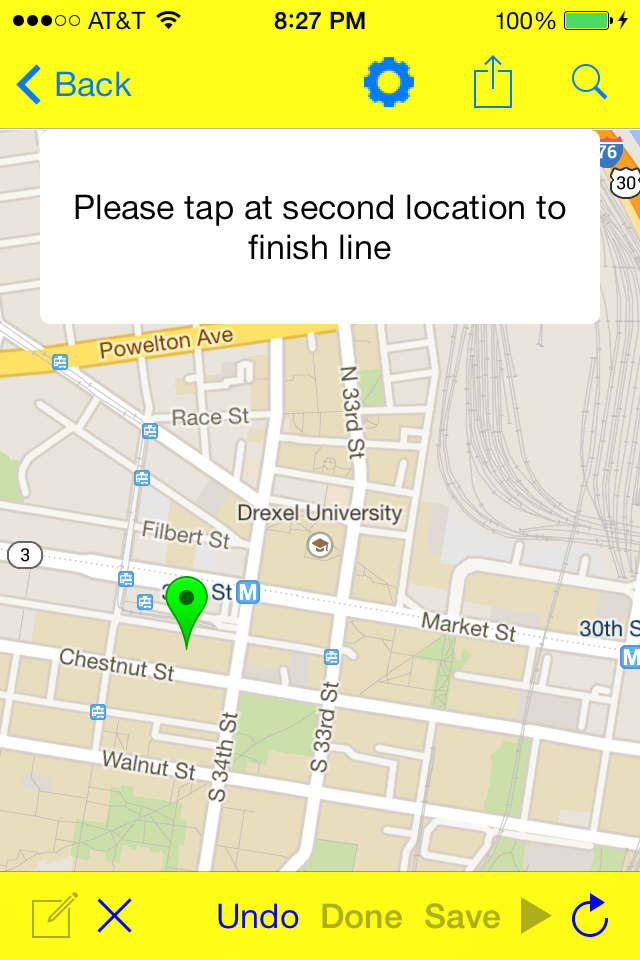 AT&T 8:27 PM 100%
Back
76
30
Please tap at second location to
finish line
Powelton Ave
N 33rd St
Race St
Drexel University
Filbert St
3
St M
Market St
30th S
M
Chestnut St
S 33rd St
S 34th St
Walnut St
Undo Done Save